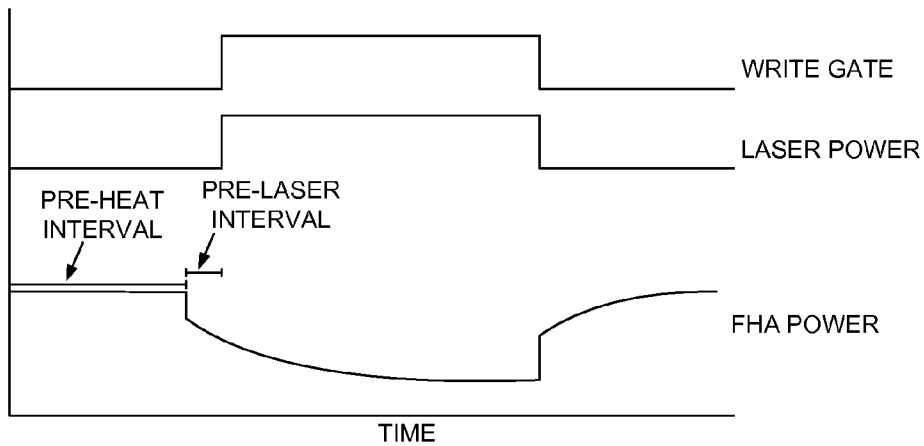 WRITE GATE
LASER POWER
PRE-HEAT
INTERVAL
PRE-LASER
INTERVAL
FHA POWER
TIME